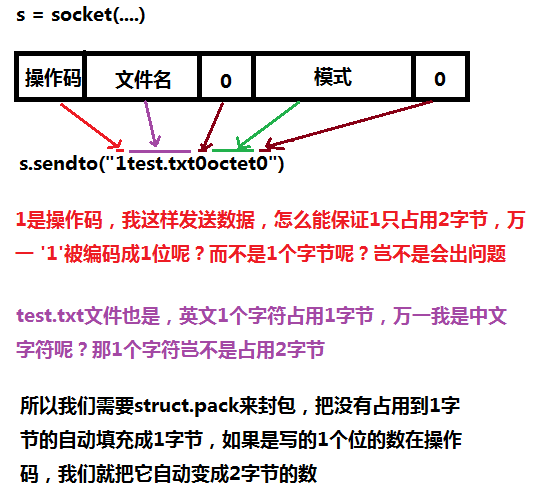 s = socket(....)
操作码 文件名 0 模式 0
s.sendto("1test.txt0octet0")
1是操作码，我这样发送数据，怎么能保证1只占用2字节，万
一 '1'被编码成1位呢？而不是1个字节呢？岂不是会出问题
test.txt文件也是，英文1个字符占用1字节，万一我是中文
字符呢？那1个字符岂不是占用2字节
所以我们需要struct.pack来封包，把没有占用到1字
节的自动填充成1字节，如果是写的1个位的数在操作
码，我们就把它自动变成2字节的数